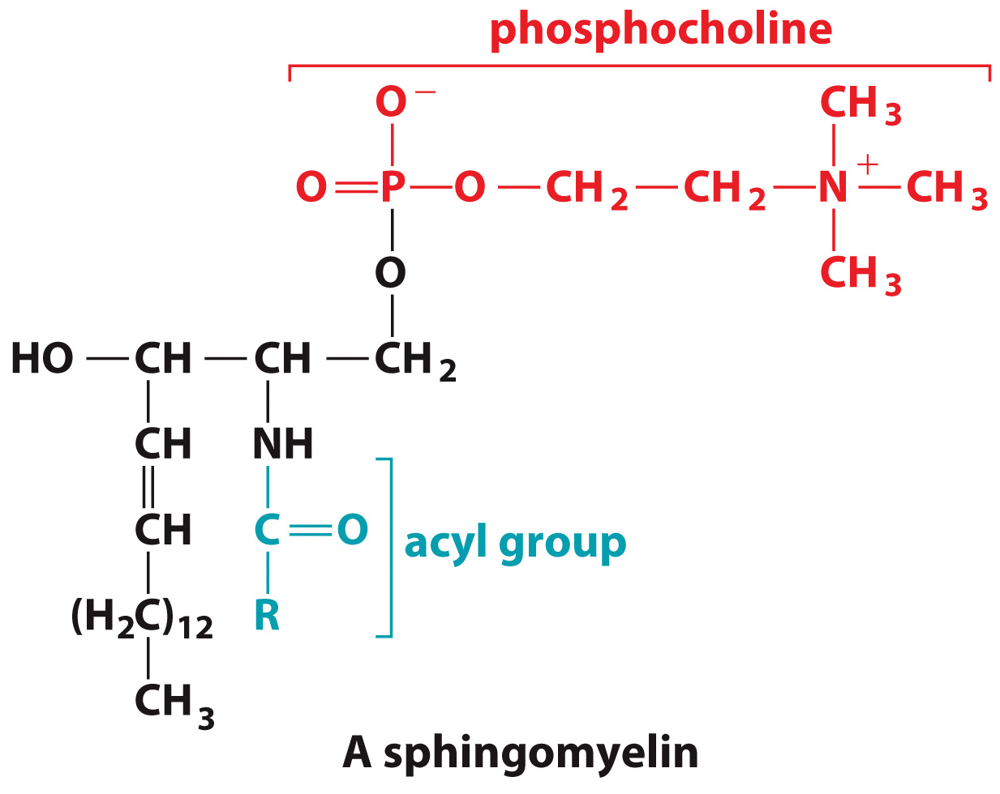 phosphocholine
O− CH3
O=P—O—CH2—CH2—N+—CH3
O CH3
HO—CH—CH—CH2
CH NH
CH C=O acyl group
(H2C)12 R
CH3
A sphingomyelin